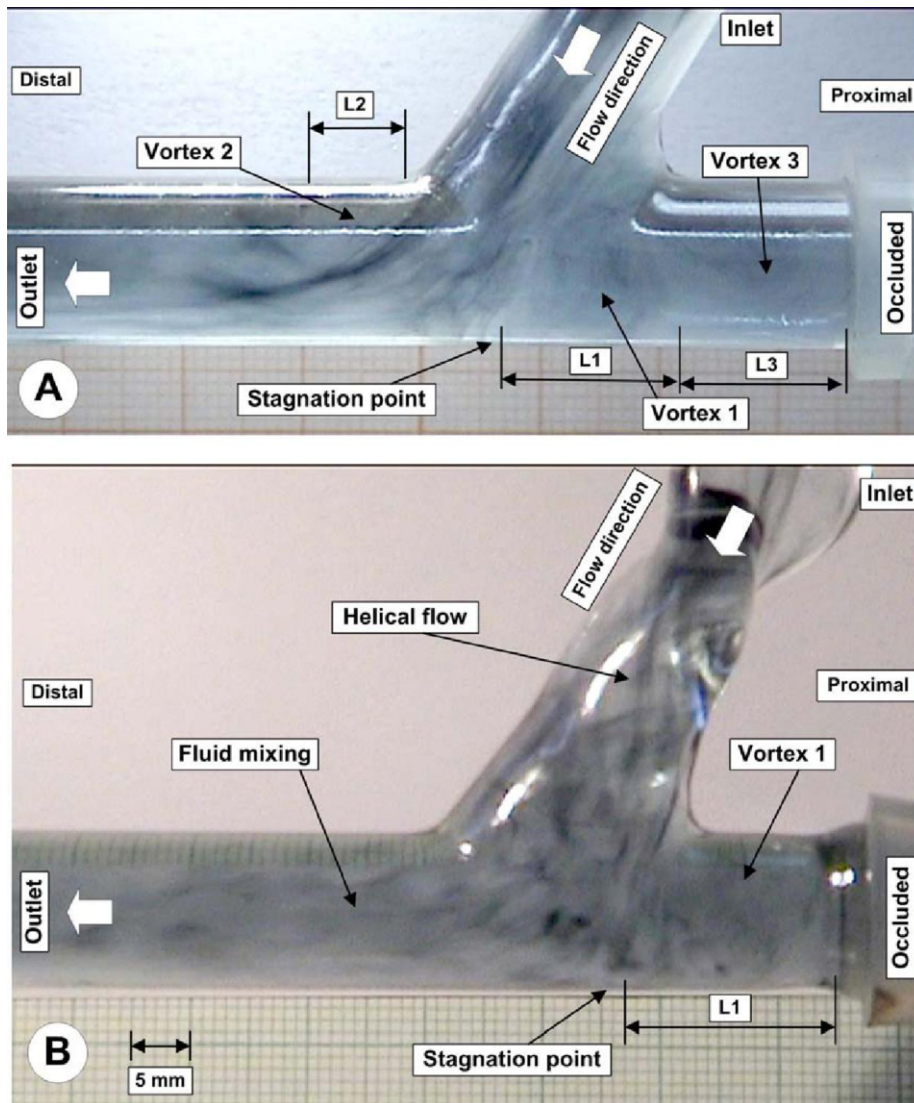 Inlet
Distal
Flow direction
L2
Proximal
Vortex 2
Vortex 3
Outlet
Occluded
A
L1
L3
Stagnation point
Vortex 1
Inlet
Flow direction
Helical flow
Distal
Proximal
Fluid mixing
Vortex 1
Outlet
Occluded
B
L1
Stagnation point
5 mm